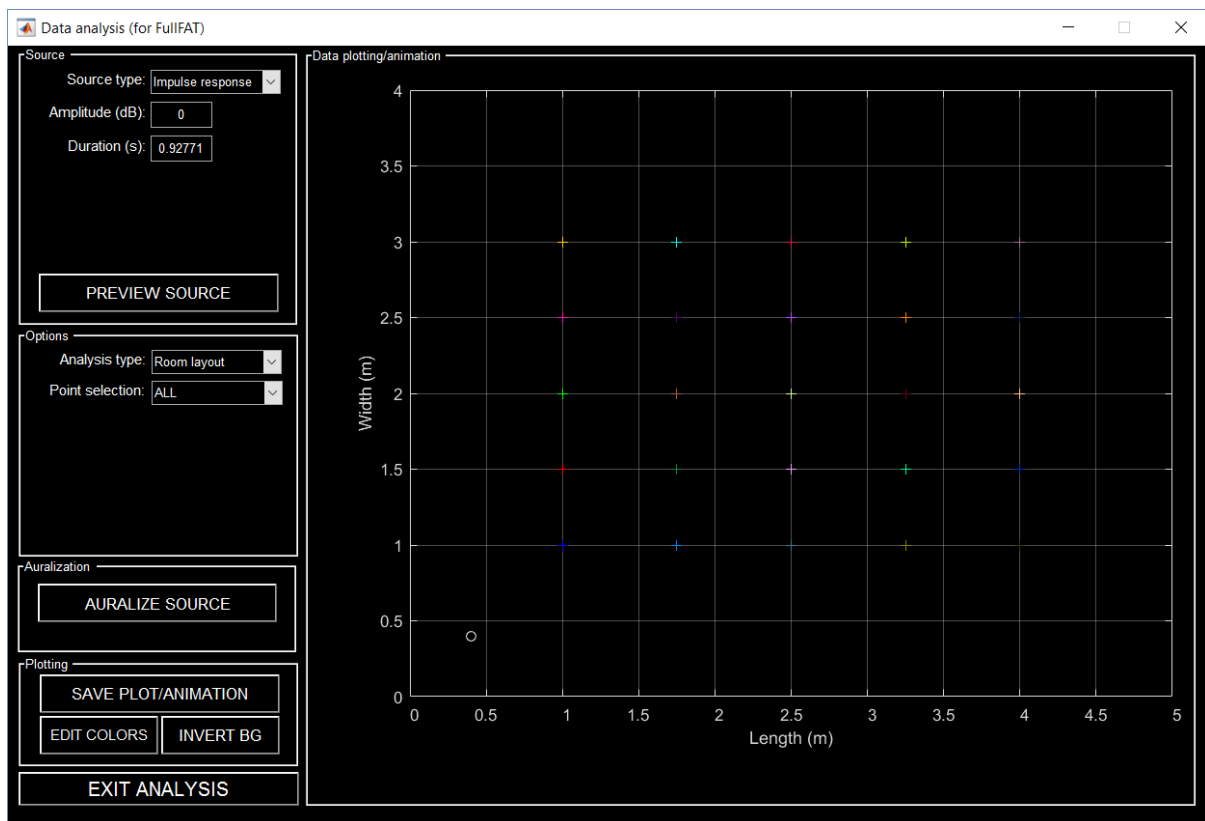 Data analysis (for FullFAT)
Source
Source type: Impulse response
Amplitude (dB): 0
Duration (s): 0.92771
PREVIEW SOURCE
Options
Analysis type: Room layout
Point selection: ALL
Auralization
AURALIZE SOURCE
Plotting
SAVE PLOT/ANIMATION
EDIT COLORS INVERT BG
EXIT ANALYSIS
Data plotting/animation
4
3.5
3
2.5
2
1.5
1
0.5
0
Width (m)
0 0.5 1 1.5 2 2.5 3 3.5 4 4.5 5
Length (m)